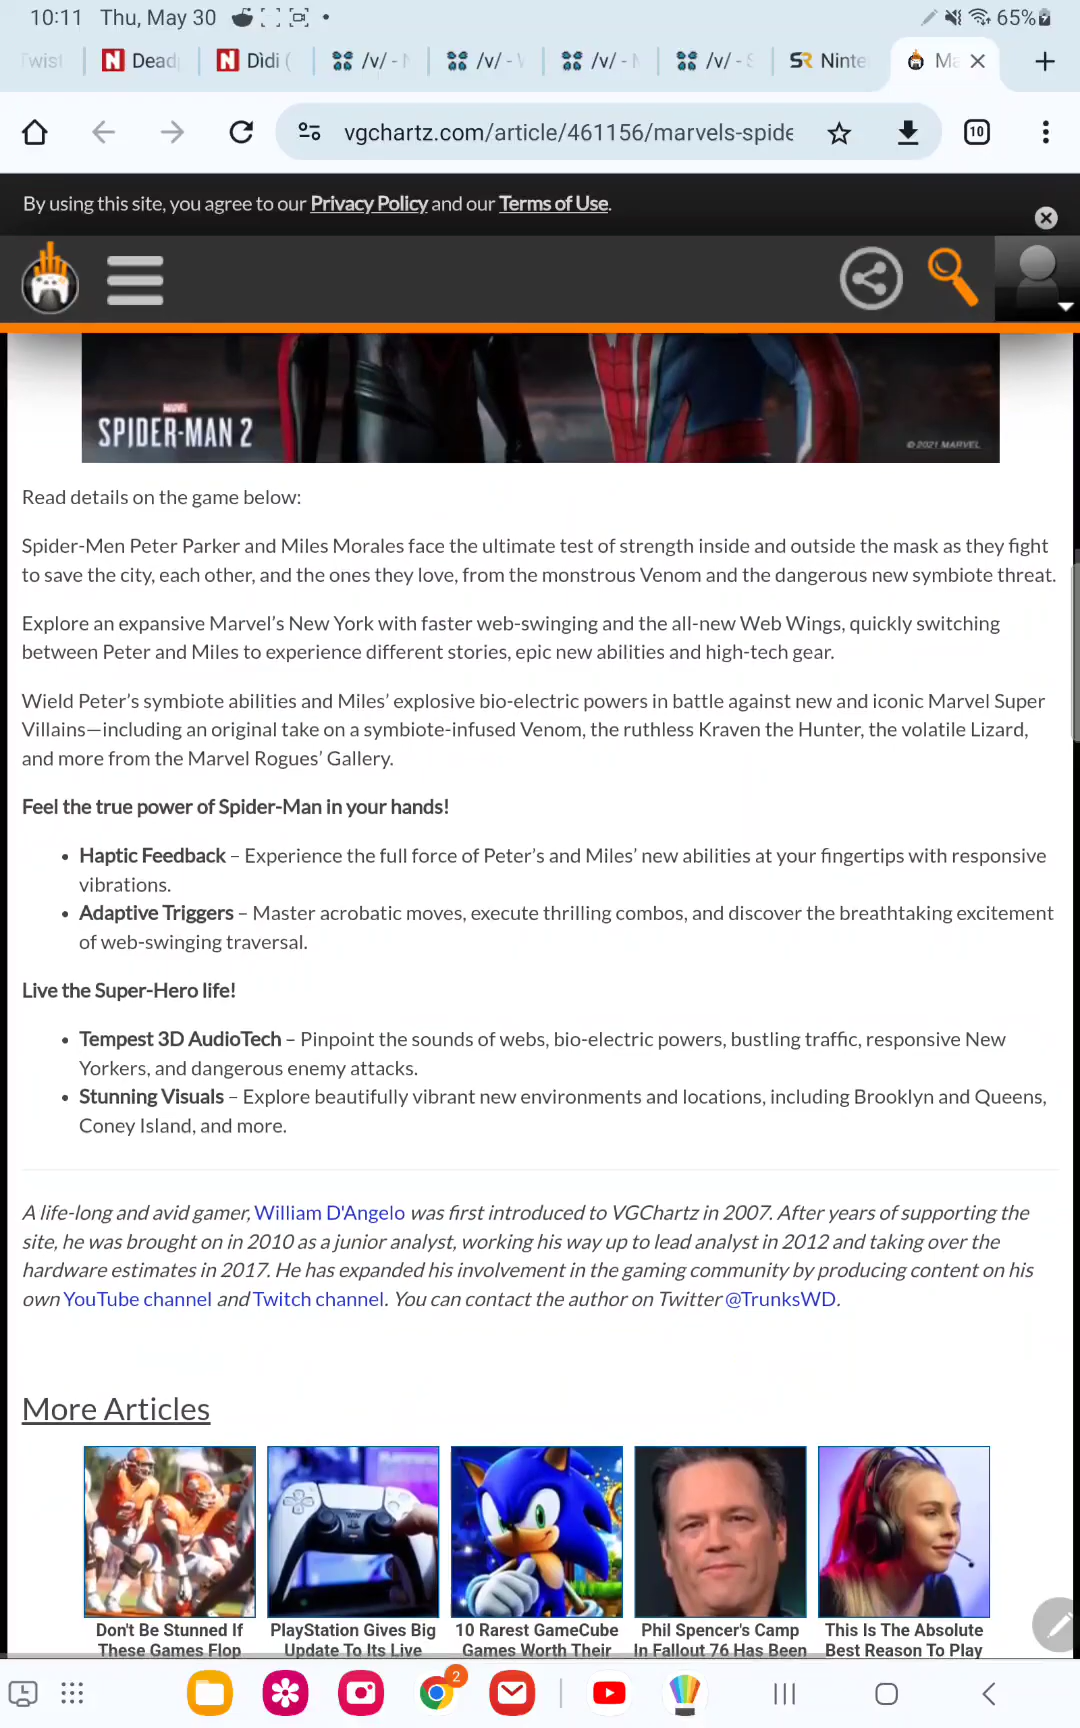 10:11 Thu, May 30 65%
Twist Dead Dìdi ( /v/ - N /v/ - /v/ - N /v/ - S Ninte Ma
vgchartz.com/article/461156/marvels-spide 10
By using this site, you agree to our Privacy Policy and our Terms of Use.
MARVEL
SPIDER-MAN 2
© 2021 MARVEL
Read details on the game below:
Spider-Men Peter Parker and Miles Morales face the ultimate test of strength inside and outside the mask as they fight
to save the city, each other, and the ones they love, from the monstrous Venom and the dangerous new symbiote threat.
Explore an expansive Marvel’s New York with faster web-swinging and the all-new Web Wings, quickly switching
between Peter and Miles to experience different stories, epic new abilities and high-tech gear.
Wield Peter’s symbiote abilities and Miles’ explosive bio-electric powers in battle against new and iconic Marvel Super
Villains—including an original take on a symbiote-infused Venom, the ruthless Kraven the Hunter, the volatile Lizard,
and more from the Marvel Rogues’ Gallery.
Feel the true power of Spider-Man in your hands!
• Haptic Feedback – Experience the full force of Peter’s and Miles’ new abilities at your fingertips with responsive
vibrations.
• Adaptive Triggers – Master acrobatic moves, execute thrilling combos, and discover the breathtaking excitement
of web-swinging traversal.
Live the Super-Hero life!
• Tempest 3D AudioTech – Pinpoint the sounds of webs, bio-electric powers, bustling traffic, responsive New
Yorkers, and dangerous enemy attacks.
• Stunning Visuals – Explore beautifully vibrant new environments and locations, including Brooklyn and Queens,
Coney Island, and more.
A life-long and avid gamer, William D'Angelo was first introduced to VGChartz in 2007. After years of supporting the
site, he was brought on in 2010 as a junior analyst, working his way up to lead analyst in 2012 and taking over the
hardware estimates in 2017. He has expanded his involvement in the gaming community by producing content on his
own YouTube channel and Twitch channel. You can contact the author on Twitter @TrunksWD.
More Articles
Don't Be Stunned If PlayStation Gives Big 10 Rarest GameCube Phil Spencer's Camp This Is The Absolute
These Games Flop Update To Its Live Games Worth Their In Fallout 76 Has Been Best Reason To Play
2